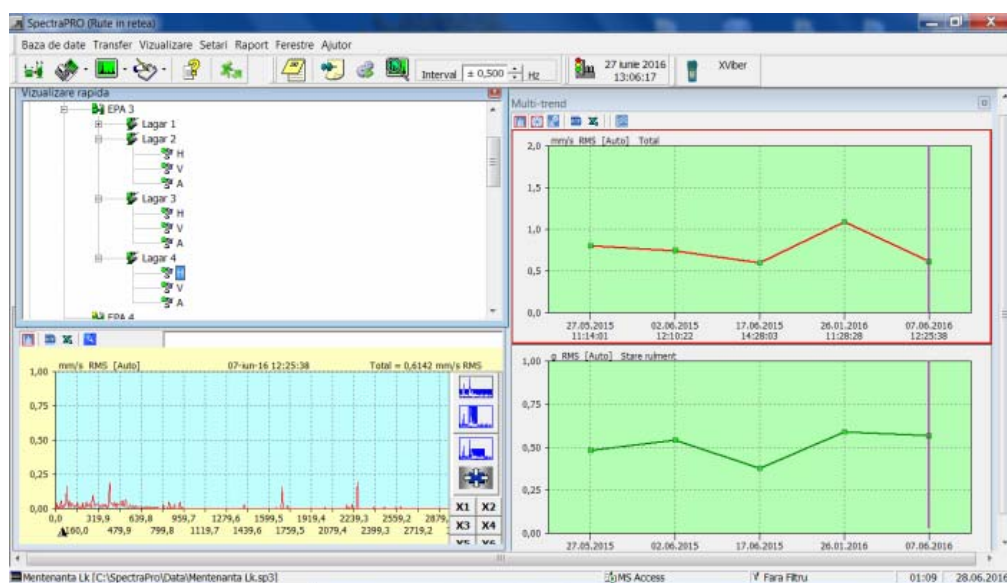 SpectraPRO (Rute in retea)
Baza de date Transfer Vizualizare Setari Raport Ferestre Ajutor
Interval ± 0,500 Hz
27 iunie 2016
13:06:17
XViber
Vizualizare rapida
EPA 3
Lagar 1
Lagar 2
H
V
A
Lagar 3
H
V
A
Lagar 4
H
V
A
EPA 4
mm/s RMS [Auto] 07-iun-16 12:25:38 Total = 0,6142 mm/s RMS
1,00
0,75
0,50
0,25
0,00
0,0 319,9 639,8 959,7 1279,6 1599,5 1919,4 2239,3 2559,2 2879,
160,0 479,9 799,8 1119,7 1439,6 1759,5 2079,4 2399,3 2719,2
X1 X2
X3 X4
X5 X6
Multi-trend
mm/s RMS [Auto] Total
2,0
1,5
1,0
0,5
0,0
27.05.2015 02.06.2015 17.06.2015 26.01.2016 07.06.2016
11:14:01 12:10:22 14:28:03 11:28:28 12:25:38
g RMS [Auto] Stare rulment
1,00
0,75
0,50
0,25
0,00
27.05.2015 02.06.2015 17.06.2015 26.01.2016 07.06.2016
Mentenanta Lk [C:\SpectraPro\Data\Mentenanta Lk.sp3] MS Access Fara Filtru 01:09 28.06.2016